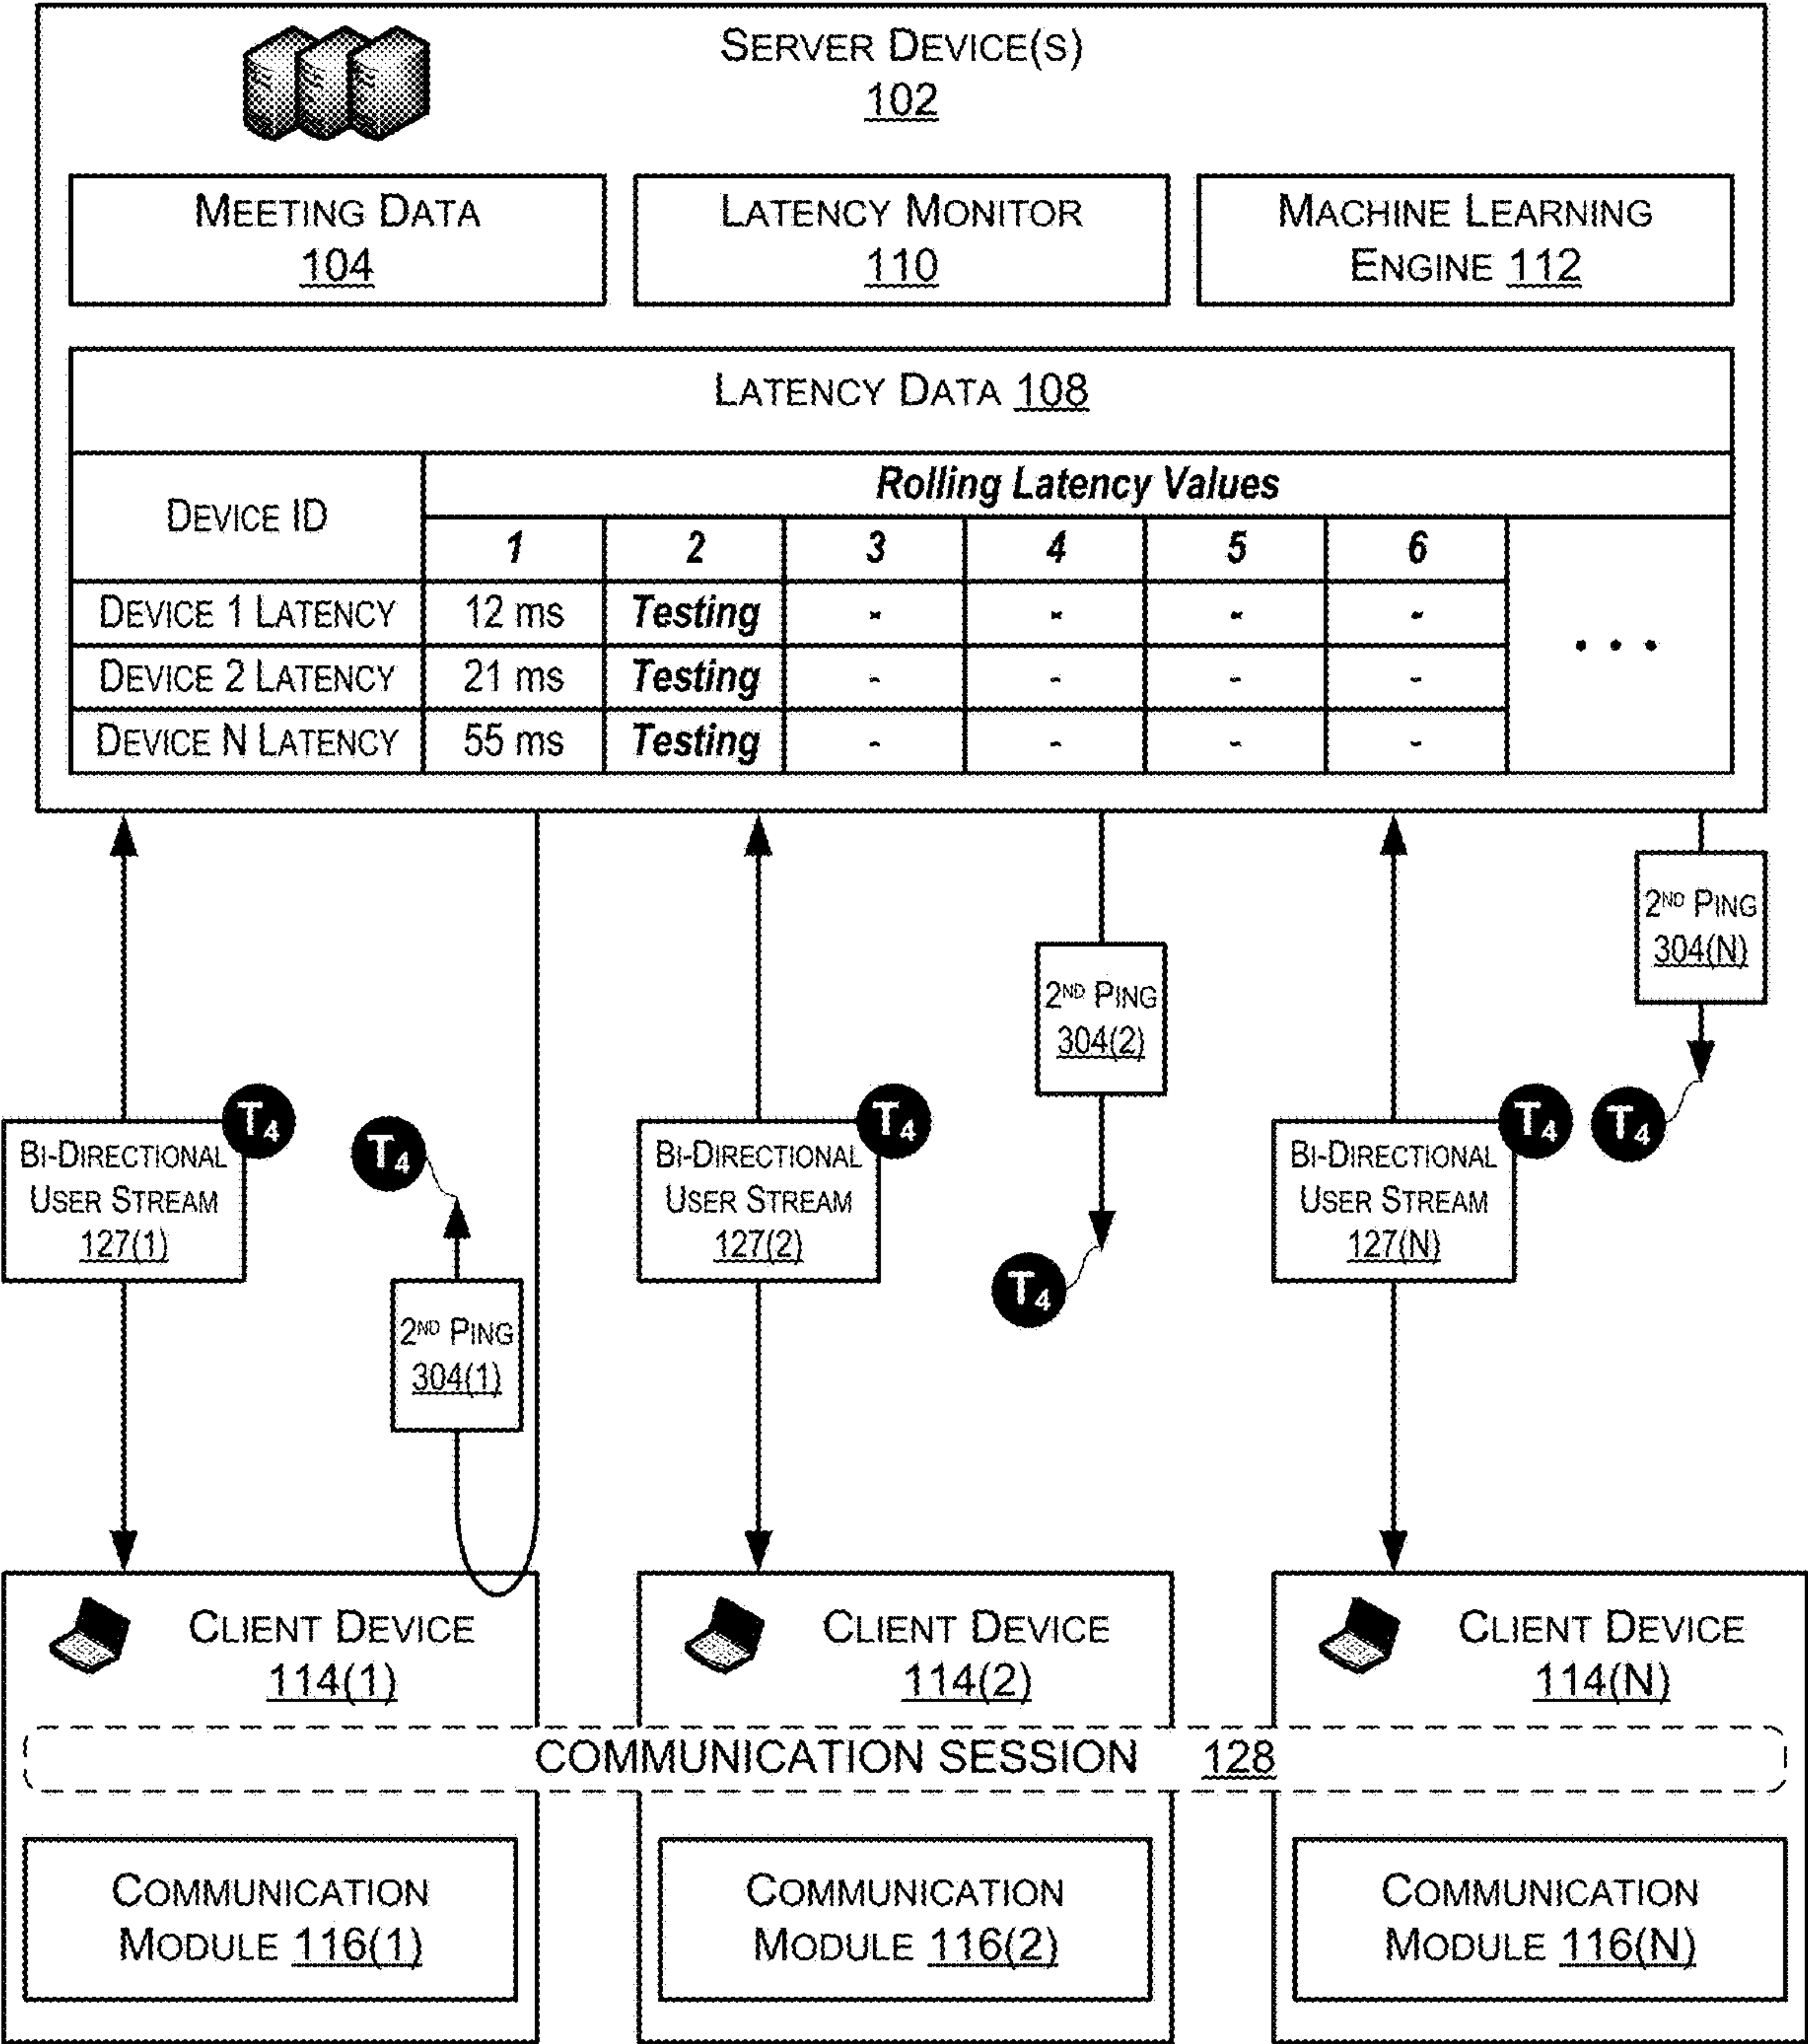 SERVER DEVICE(S)
102
MEETING DATA
104
LATENCY MONITOR
110
MACHINE LEARNING
ENGINE 112
LATENCY DATA 108
DEVICE ID
Rolling Latency Values
1 2 3 4 5 6
DEVICE 1 LATENCY 12 ms Testing - - - -
. . .
DEVICE 2 LATENCY 21 ms Testing - - - -
DEVICE N LATENCY 55 ms Testing - - - -
2ND PING
304(N)
2ND PING
304(2)
T4
BI-DIRECTIONAL
USER STREAM
127(1)
T4
2ND PING
304(1)
T4
BI-DIRECTIONAL
USER STREAM
127(2)
T4
T4
BI-DIRECTIONAL
USER STREAM
127(N)
T4
CLIENT DEVICE
114(1)
CLIENT DEVICE
114(2)
CLIENT DEVICE
114(N)
COMMUNICATION SESSION 128
COMMUNICATION
MODULE 116(1)
COMMUNICATION
MODULE 116(2)
COMMUNICATION
MODULE 116(N)